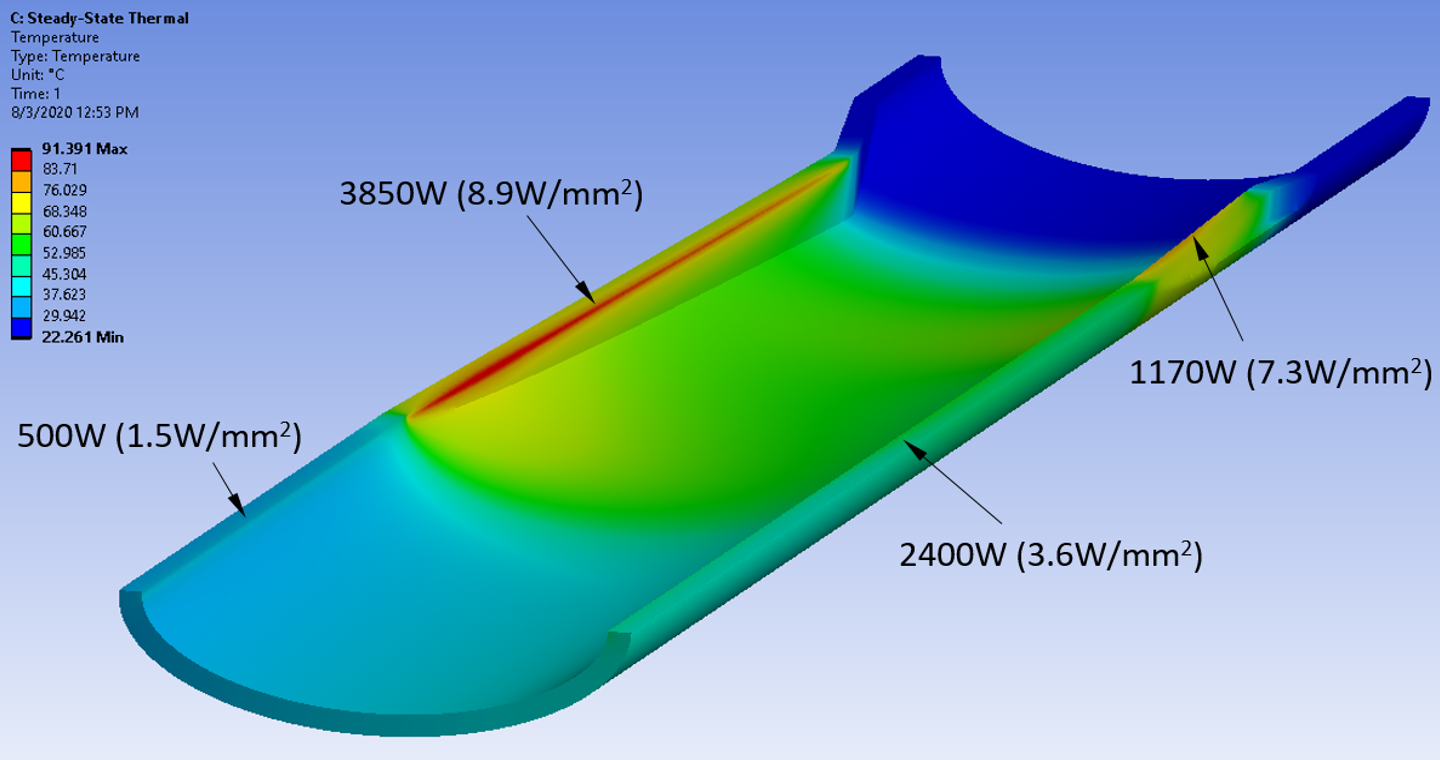 C: Steady-State Thermal
Temperature
Type: Temperature
Unit: °C
Time: 1
8/3/2020 12:53 PM
91.391 Max
83.71
76.029
68.348
60.667
52.985
45.304
37.623
29.942
22.261 Min
3850W (8.9W/mm²)
1170W (7.3W/mm²)
500W (1.5W/mm²)
2400W (3.6W/mm²)